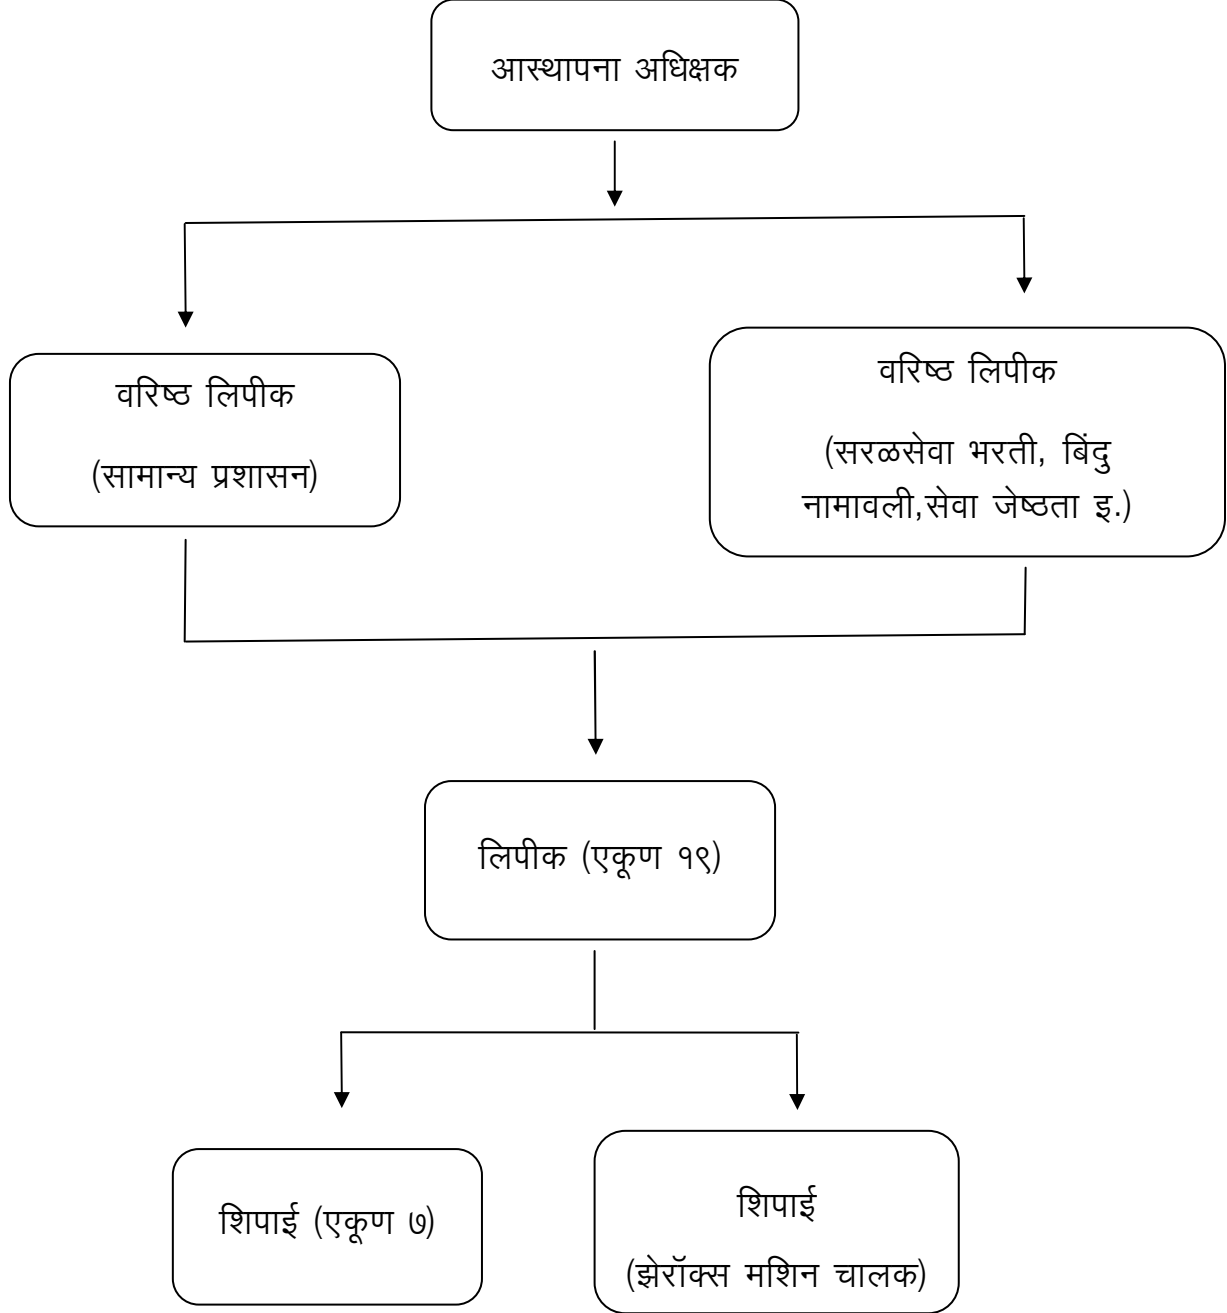 आस्थापना अधिक्षक
वरिष्ठ लिपीक
(सामान्य प्रशासन)
वरिष्ठ लिपीक
(सरळसेवा भरती, बिंदु
नामावली,सेवा जेष्ठता इ.)
लिपीक (एकूण १९)
शिपाई (एकूण ७)
शिपाई
(झेरॉक्स मशिन चालक)